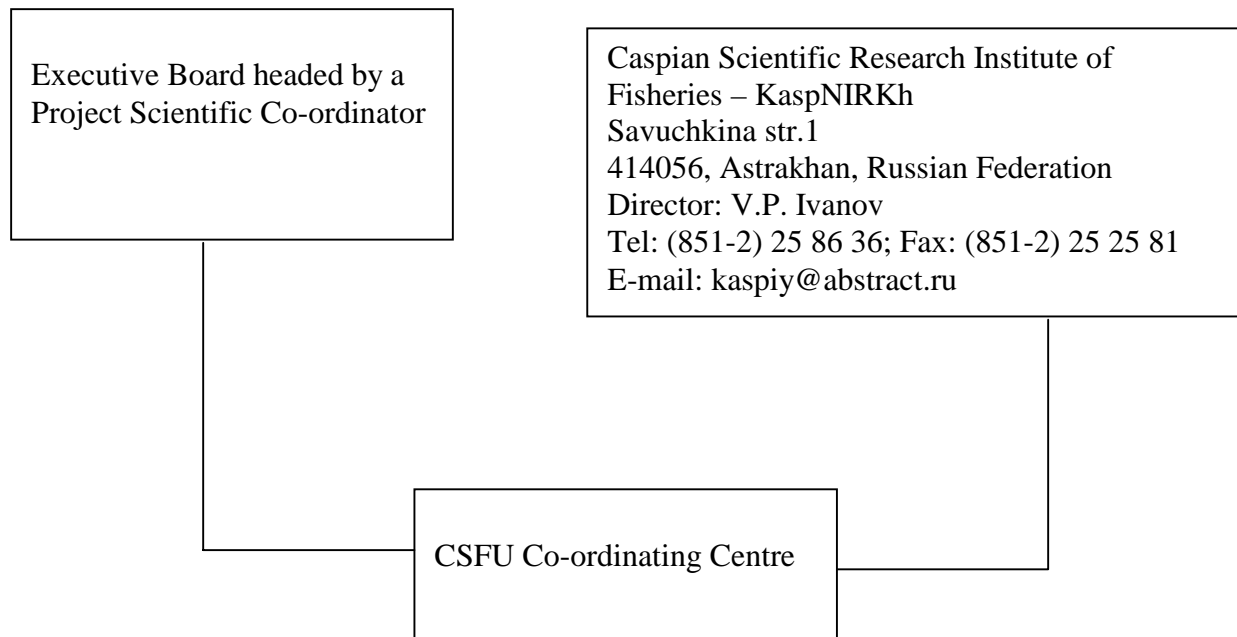 Executive Board headed by a
Project Scientific Co-ordinator
Caspian Scientific Research Institute of
Fisheries – KaspNIRKh
Savuchkina str.1
414056, Astrakhan, Russian Federation
Director: V.P. Ivanov
Tel: (851-2) 25 86 36; Fax: (851-2) 25 25 81
E-mail: kaspiy@abstract.ru
CSFU Co-ordinating Centre